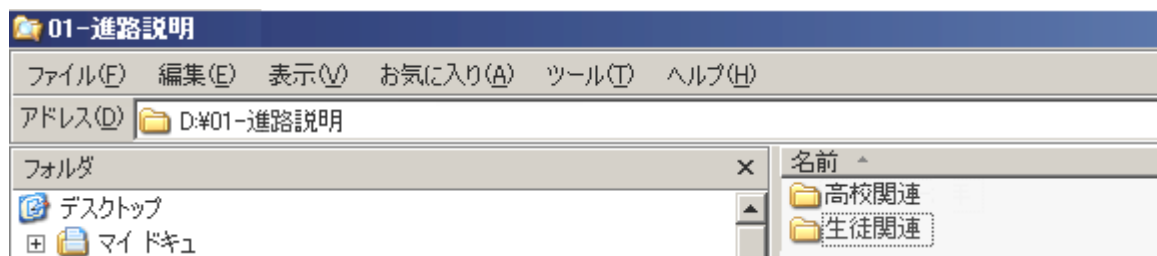 01-進路説明
ファイル(F) 編集(E) 表示(V) お気に入り(A) ツール(T) ヘルプ(H)
アドレス(D) D:¥01-進路説明
フォルダ × 名前
デスクトップ 高校関連
マイ ドキュ 生徒関連